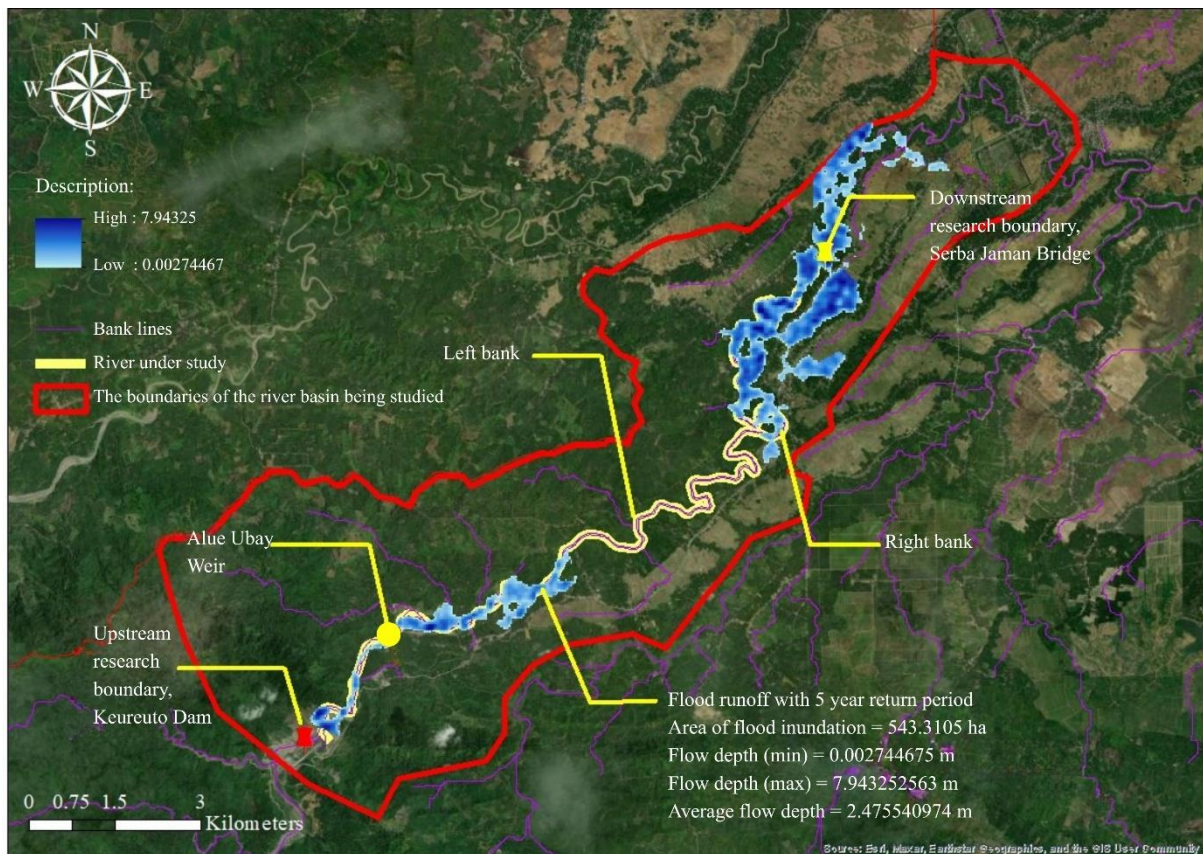 N
W E
S
Description:
High : 7.94325
Low : 0.00274467
Bank lines
River under study
The boundaries of the river basin being studied
Left bank
Downstream
research boundary,
Serba Jaman Bridge
Right bank
Alue Ubay
Weir
Upstream
research
boundary,
Keureuto Dam
Flood runoff with 5 year return period
Area of flood inundation = 543.3105 ha
Flow depth (min) = 0.002744675 m
Flow depth (max) = 7.943252563 m
Average flow depth = 2.475540974 m
0 0.75 1.5 3
Kilometers
Source: Esri, Maxar, Earthstar Geographics, and the GIS User Community